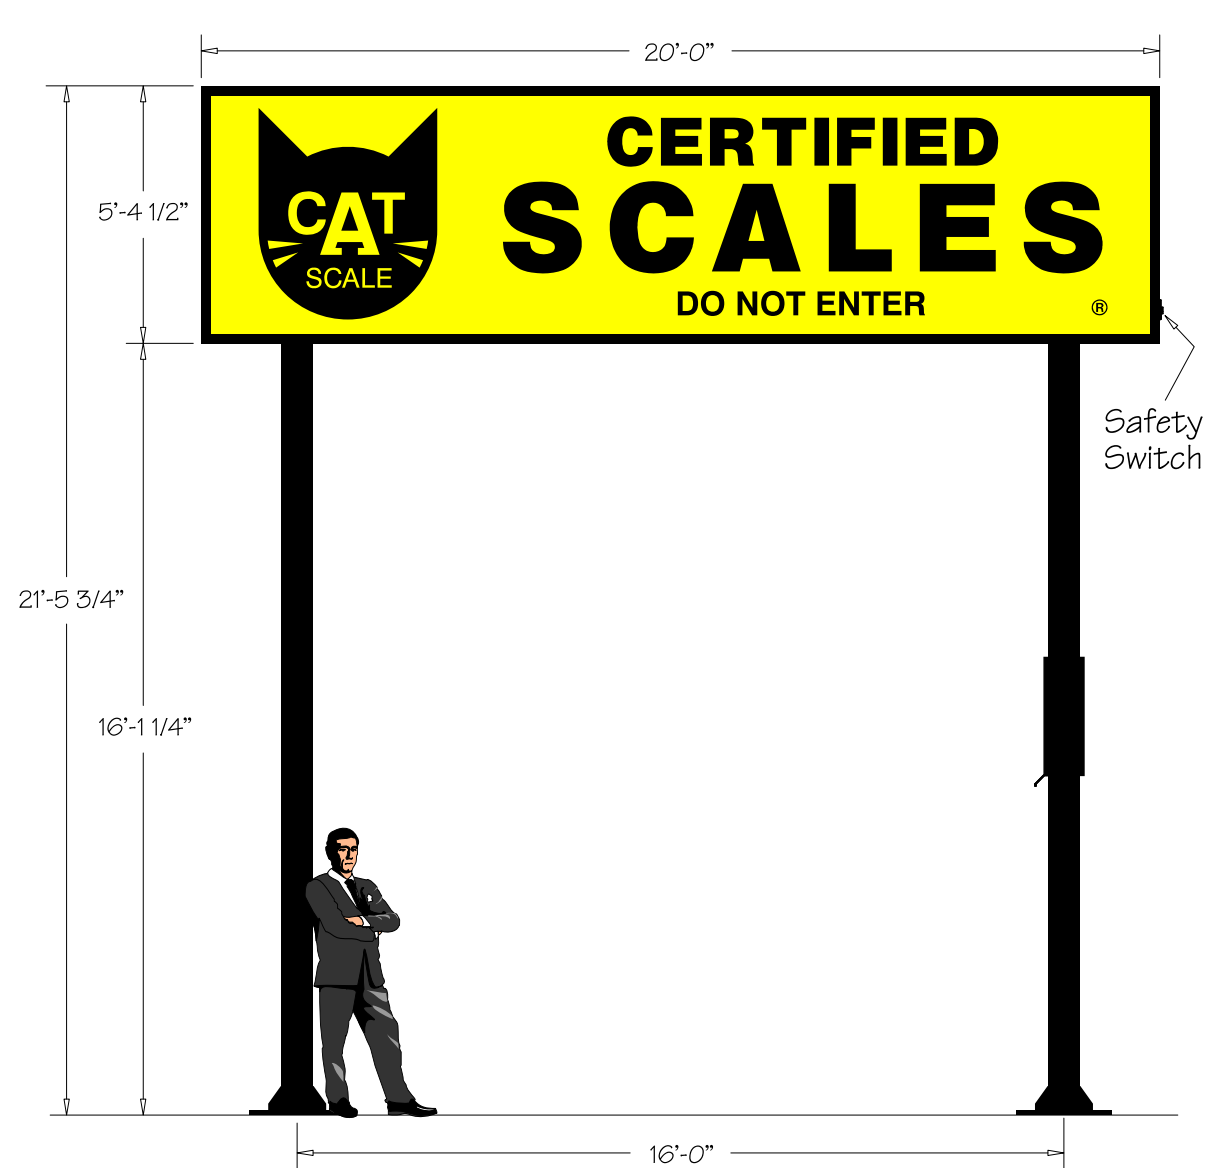 20'-0"
CERTIFIED
SCALES
DO NOT ENTER
®
CAT
SCALE
5'-4 1/2"
Safety
Switch
21'-5 3/4"
16'-1 1/4"
16'-0"